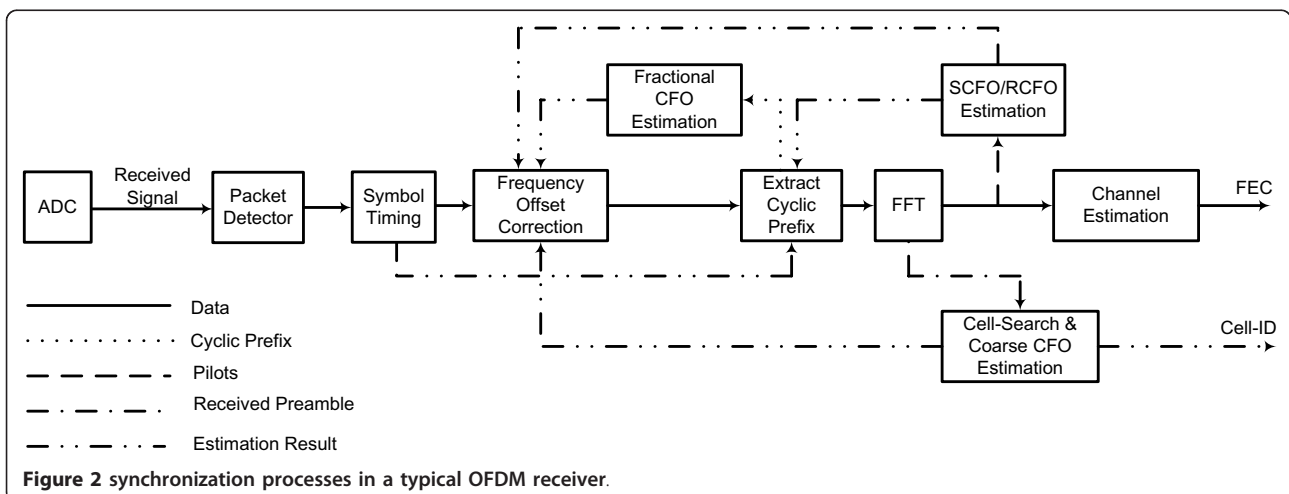 Fractional
CFO
Estimation
SCFO/RCFO
Estimation
ADC
Received
Signal
Packet
Detector
Symbol
Timing
Frequency
Offset
Correction
Extract
Cyclic
Prefix
FFT
Channel
Estimation
FEC
Data
Cyclic Prefix
Pilots
Received Preamble
Estimation Result
Cell-Search &
Coarse CFO
Estimation
Cell-ID
Figure 2 synchronization processes in a typical OFDM receiver.